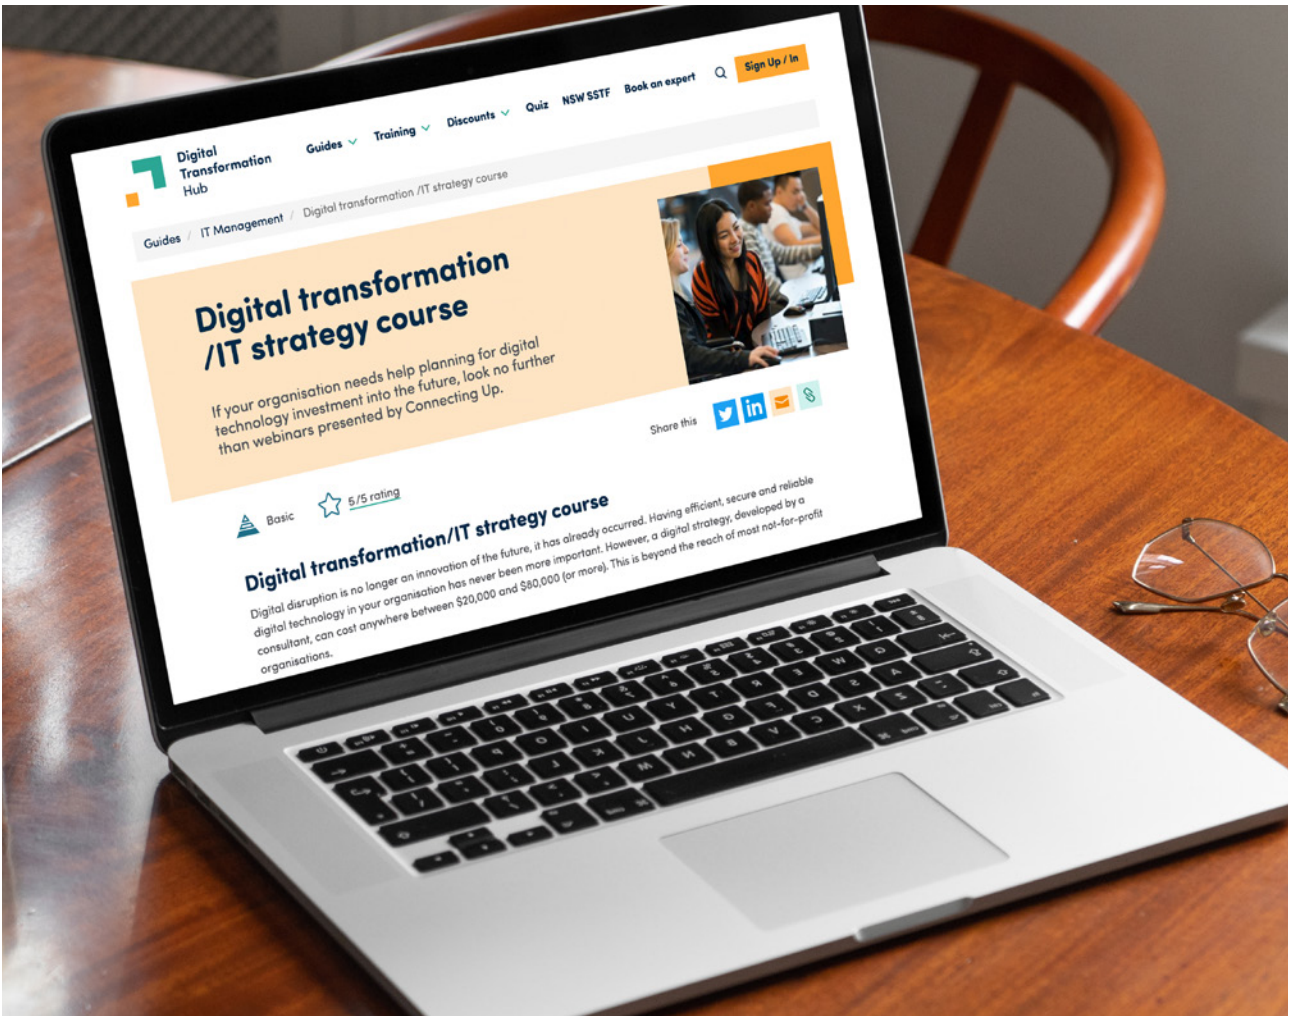 Digital
Transformation
Hub
Guides
Training
Discounts
Quiz
NSW SSTF
Book an expert
Sign Up / In
Guides / IT Management / Digital transformation /IT strategy course
Digital transformation
/IT strategy course
If your organisation needs help planning for digital
technology investment into the future, look no further
than webinars presented by Connecting Up.
Share this
in
Basic
5/5 rating
Digital transformation/IT strategy course
Digital disruption is no longer an innovation of the future, it has already occurred. Having efficient, secure and reliable
digital technology in your organisation has never been more important. However, a digital strategy, developed by a
consultant, can cost anywhere between $20,000 and $80,000 (or more). This is beyond the reach of most not-for-profit
organisations.